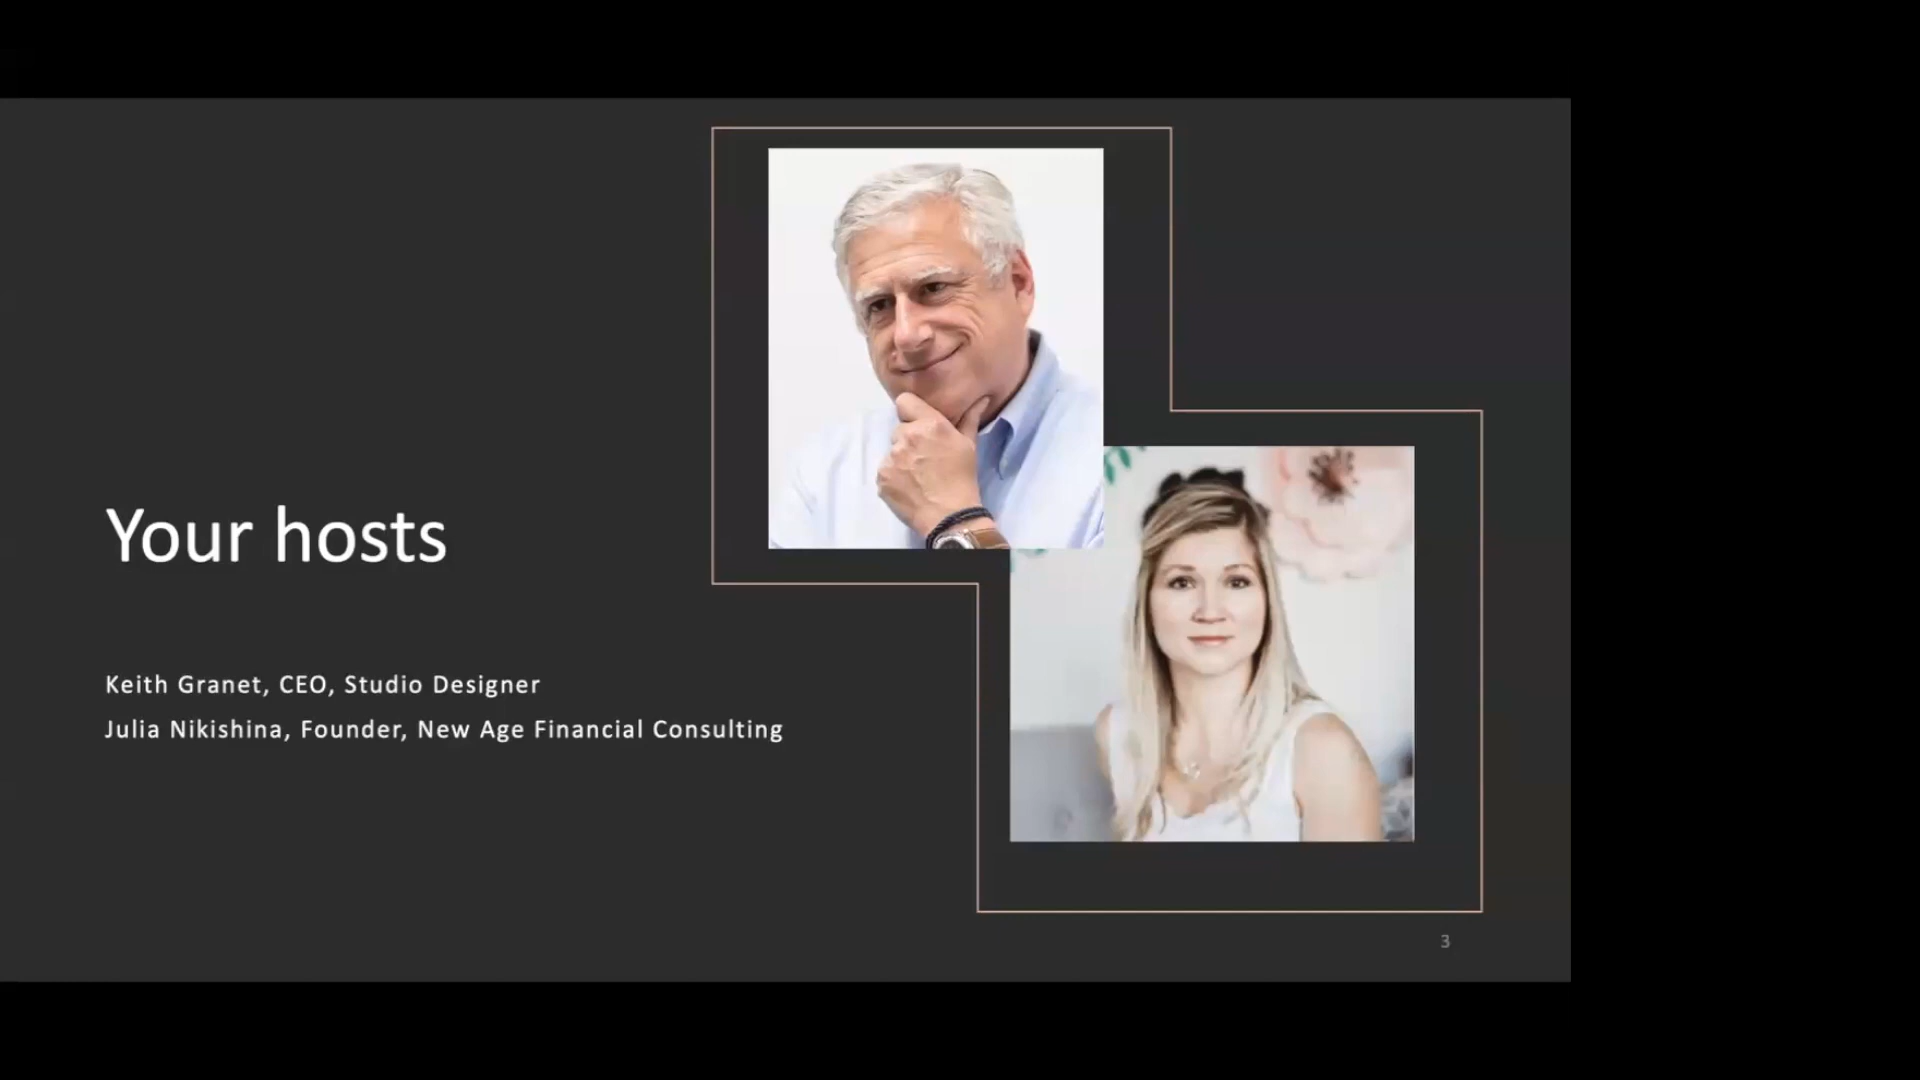 Your hosts
Keith Granet, CEO, Studio Designer
Julia Nikishina, Founder, New Age Financial Consulting
3